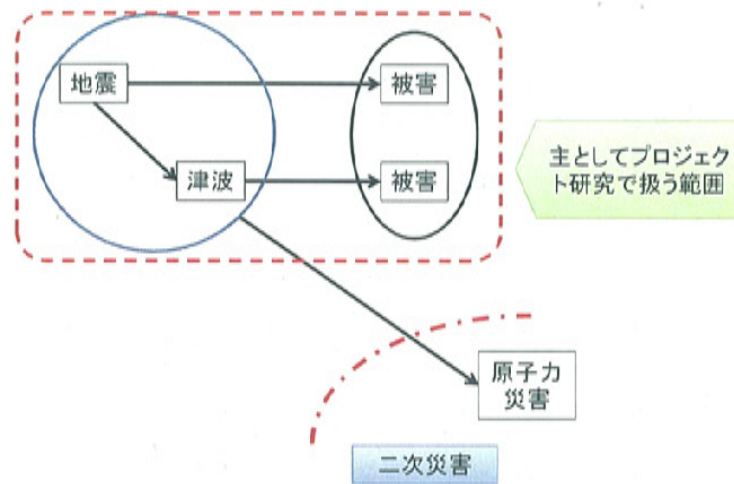 地震
被害
津波
被害
主としてプロジェク
ト研究で扱う範囲
原子力
災害
二次災害